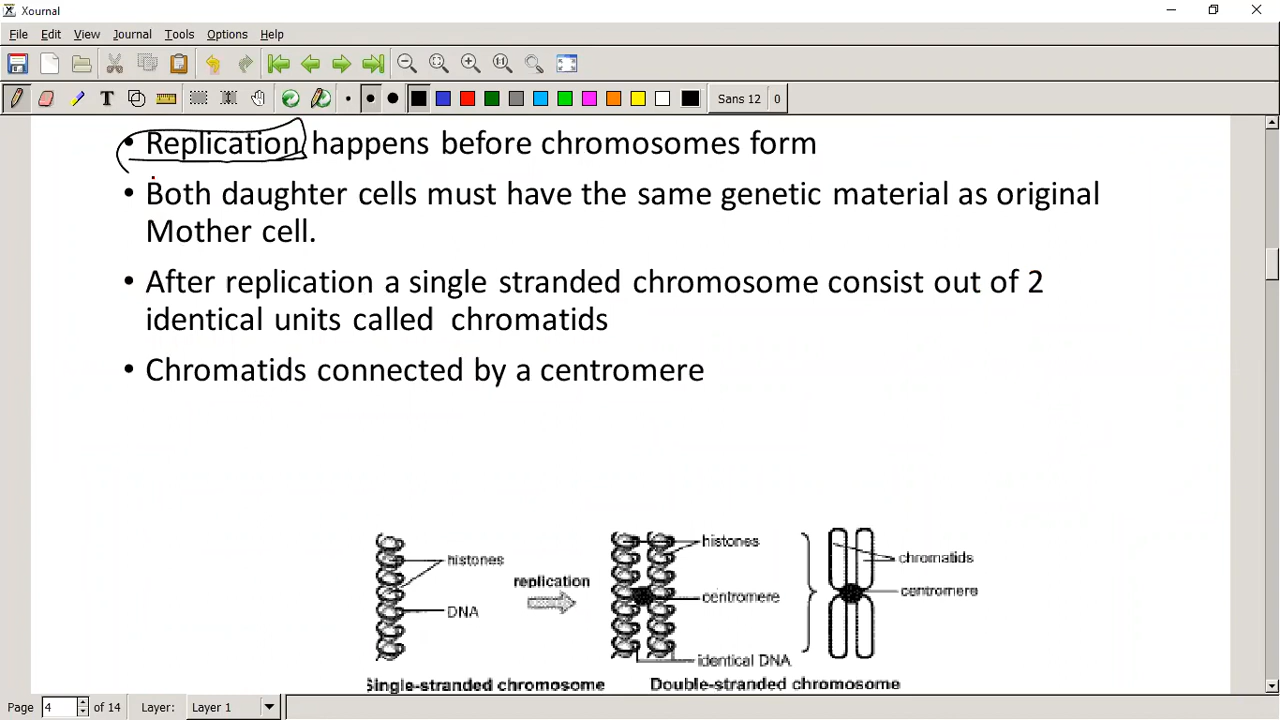 Xournal
File Edit View Journal Tools Options Help
Sans 12 0
• Replication happens before chromosomes form
• Both daughter cells must have the same genetic material as original
Mother cell.
• After replication a single stranded chromosome consist out of 2
identical units called chromatids
• Chromatids connected by a centromere
histones
DNA
Single-stranded chromosome
replication
histones
centromere
identical DNA
chromatids
centromere
Double-stranded chromosome
Page 4 of 14 Layer: Layer 1